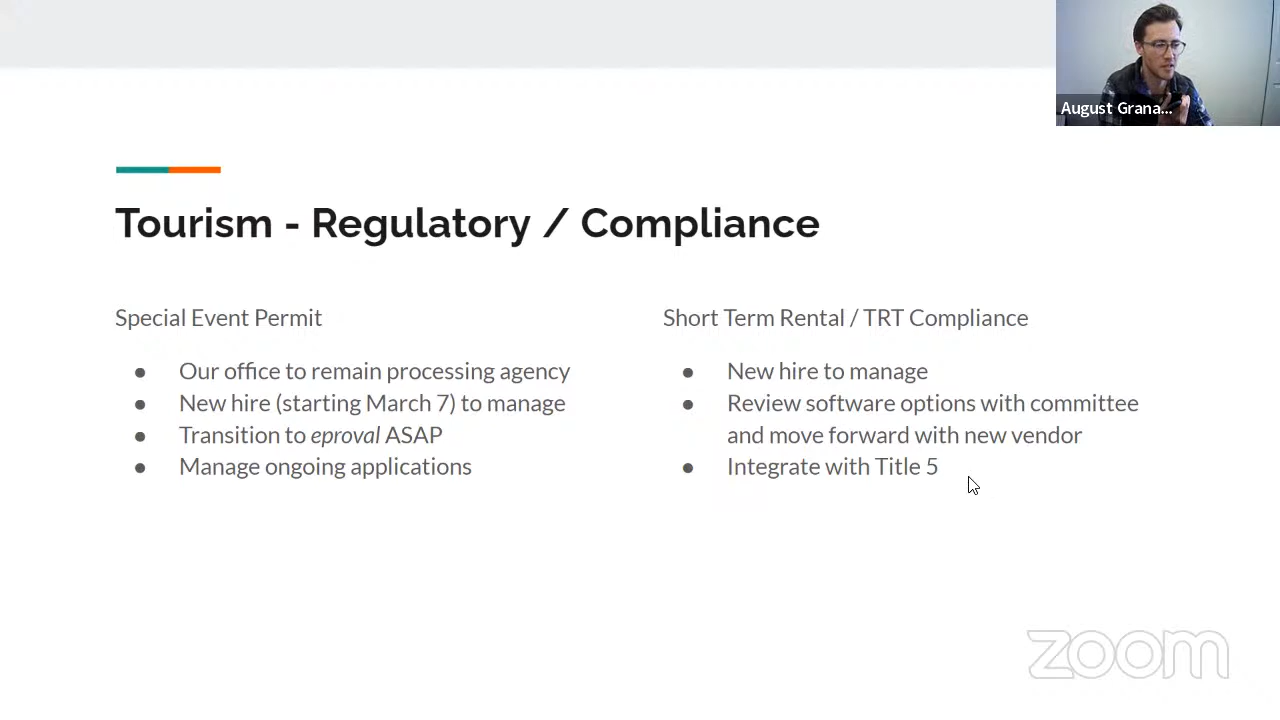 August Grana...
Tourism - Regulatory / Compliance
Special Event Permit
● Our office to remain processing agency
● New hire (starting March 7) to manage
● Transition to eproval ASAP
● Manage ongoing applications
Short Term Rental / TRT Compliance
● New hire to manage
● Review software options with committee
and move forward with new vendor
● Integrate with Title 5
zoom